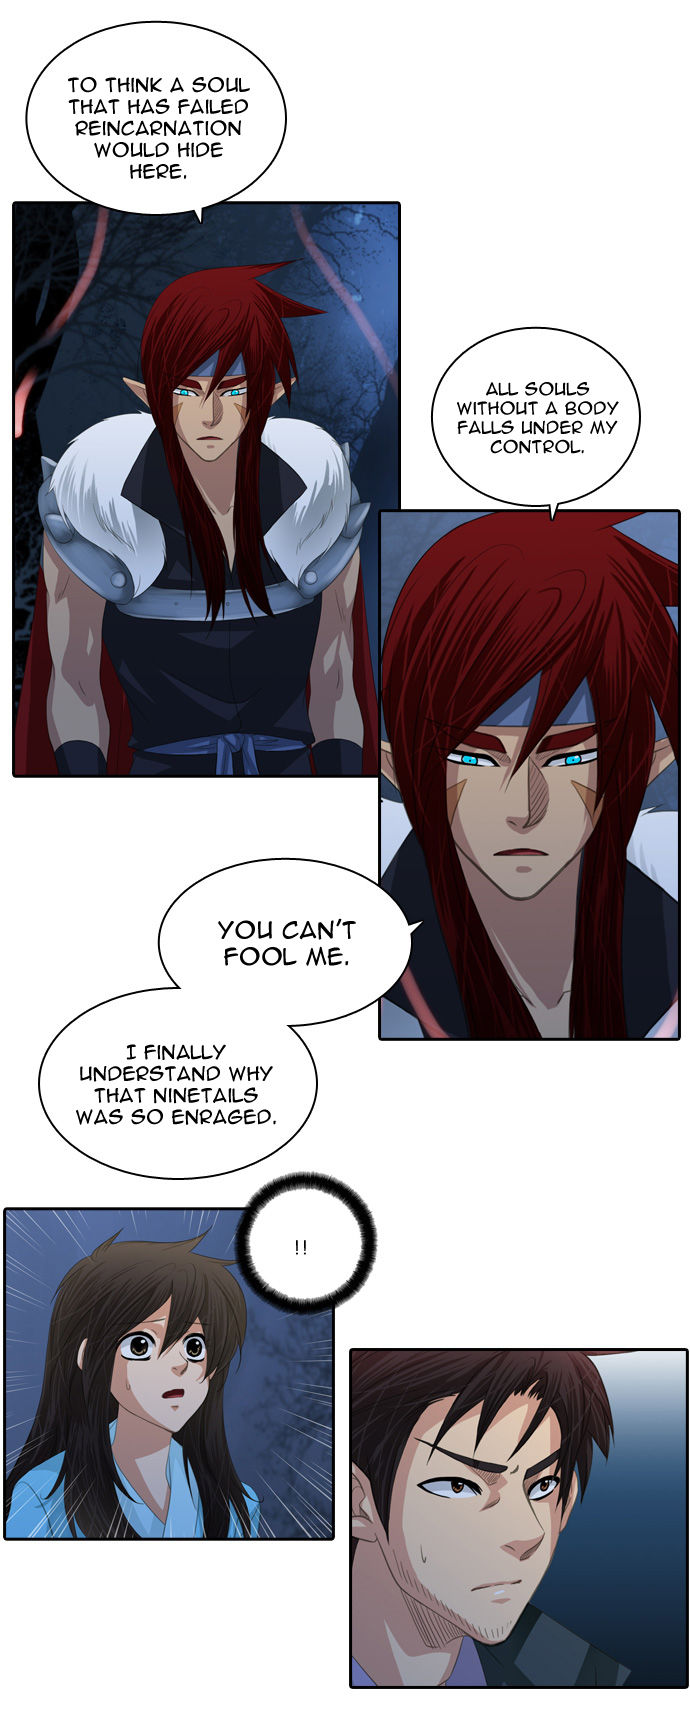 TO THINK A SOUL
THAT HAS FAILED
REINCARNATION
WOULD HIDE
HERE.
ALL SOULS
WITHOUT A BODY
FALLS UNDER MY
CONTROL.
YOU CAN'T
FOOL ME.
I FINALLY
UNDERSTAND WHY
THAT NINETAILS
WAS SO ENRAGED.
!!